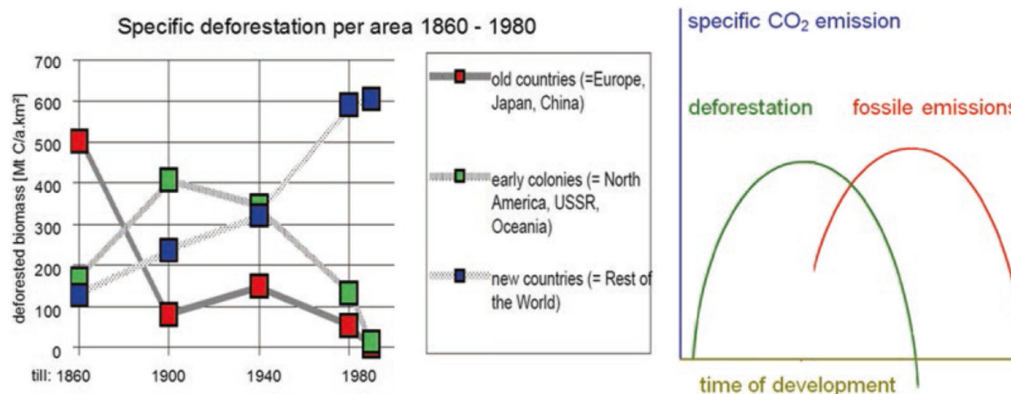 Specific deforestation per area 1860 - 1980
deforested biomass [Mt C/a.km²]
700
600
500
400
300
200
100
0
till: 1860
1900
1940
1980
old countries (=Europe,
Japan, China)
early colonies (= North
America, USSR,
Oceania)
new countries (= Rest of
the World)
specific CO₂ emission
deforestation
fossile emissions
time of development